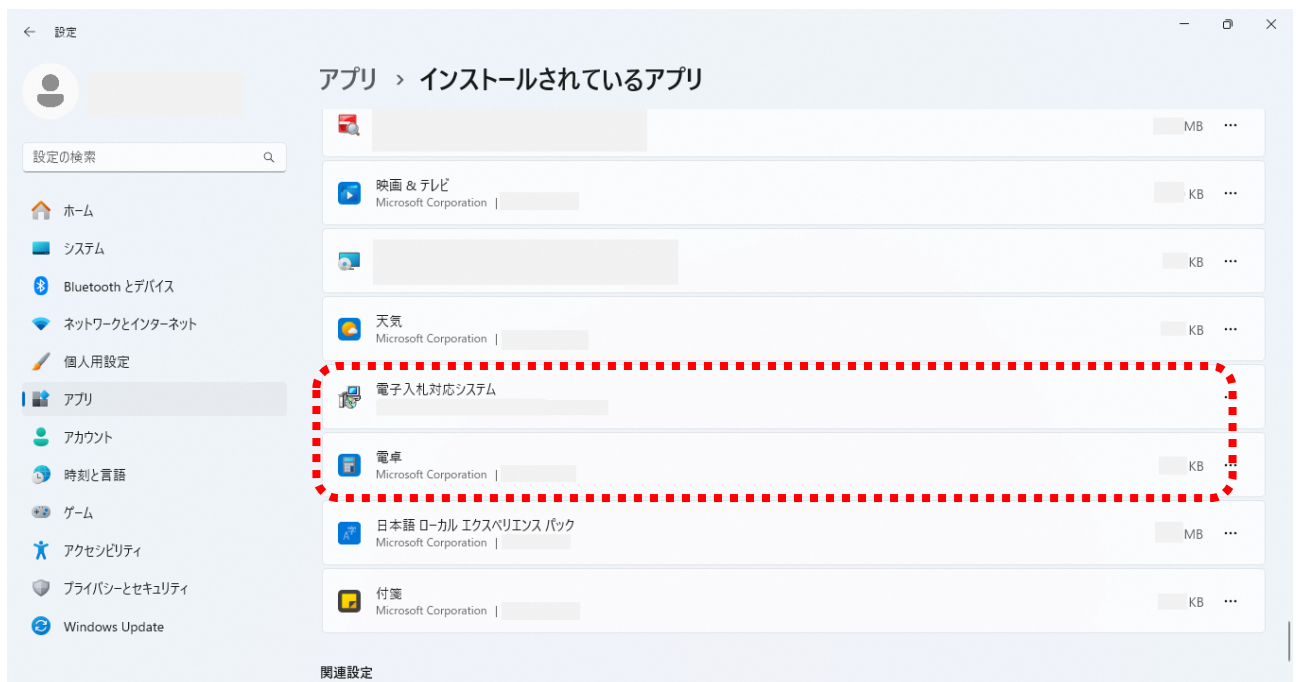 設定
アプリ › インストールされているアプリ
設定の検索
ホーム
システム
Bluetooth とデバイス
ネットワークとインターネット
個人用設定
アプリ
アカウント
時刻と言語
ゲーム
アクセシビリティ
プライバシーとセキュリティ
Windows Update
MB
映画 & テレビ
Microsoft Corporation |
KB
KB
天気
Microsoft Corporation |
KB
電子入札対応システム
電卓
Microsoft Corporation |
KB
日本語 ローカル エクスペリエンス パック
Microsoft Corporation |
MB
付箋
Microsoft Corporation |
KB
関連設定